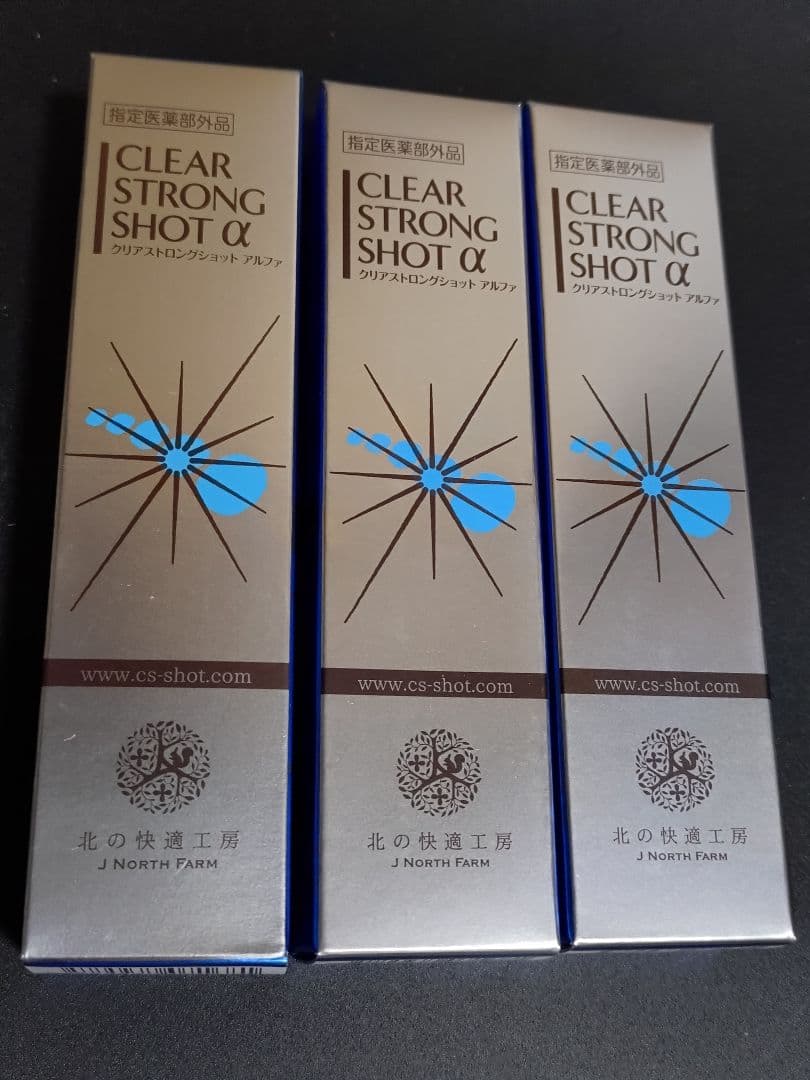 指定医薬部外品
CLEAR
STRONG
SHOT α
クリアストロングショット アルファ
www.cs-shot.com
北の快適工房
J NORTH FARM
指定医薬部外品
CLEAR
STRONG
SHOT α
クリアストロングショット アルファ
www.cs-shot.com
北の快適工房
J NORTH FARM
指定医薬部外品
CLEAR
STRONG
SHOT α
クリアストロングショット アルファ
www.cs-shot.com
北の快適工房
J NORTH FARM